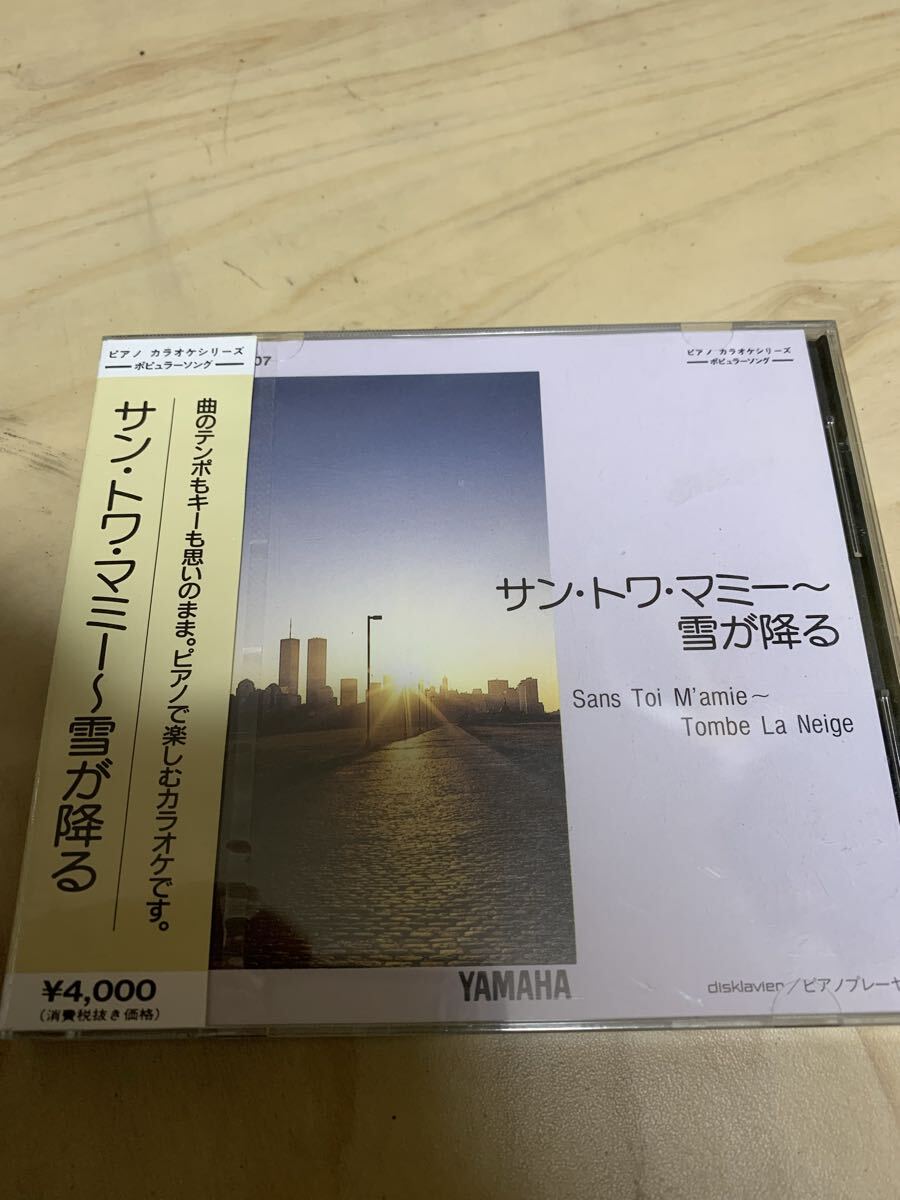 ピアノ カラオケシリーズ
ポピュラーソング
サン・トワ・マミー～雪が降る
曲のテンポもキーも思いのまま。ピアノで楽しむカラオケです。
¥4,000
(消費税抜き価格)
07
ピアノ カラオケシリーズ
ポピュラーソング
サン・トワ・マミー～
雪が降る
Sans Toi M'amie～
Tombe La Neige
YAMAHA
disklavier/ピアノプレーヤ